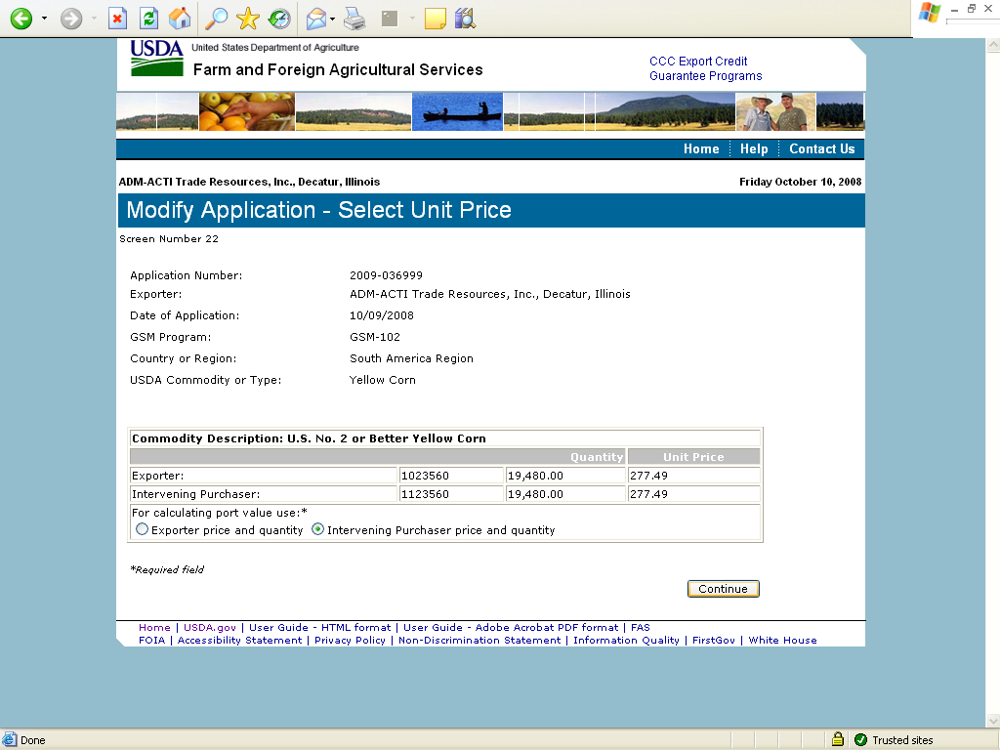 USDA United States Department of Agriculture
Farm and Foreign Agricultural Services
CCC Export Credit
Guarantee Programs
Home Help Contact Us
ADM-ACTI Trade Resources, Inc., Decatur, Illinois Friday October 10, 2008
Modify Application - Select Unit Price
Screen Number 22
Application Number: 2009-036999
Exporter: ADM-ACTI Trade Resources, Inc., Decatur, Illinois
Date of Application: 10/09/2008
GSM Program: GSM-102
Country or Region: South America Region
USDA Commodity or Type: Yellow Corn
Commodity Description: U.S. No. 2 or Better Yellow Corn
Quantity Unit Price
Exporter: 1023560 19,480.00 277.49
Intervening Purchaser: 1123560 19,480.00 277.49
For calculating port value use:*
Exporter price and quantity Intervening Purchaser price and quantity
*Required field
Continue
Home | USDA.gov | User Guide - HTML format | User Guide - Adobe Acrobat PDF format | FAS
FOIA | Accessibility Statement | Privacy Policy | Non-Discrimination Statement | Information Quality | FirstGov | White House
Done Trusted sites